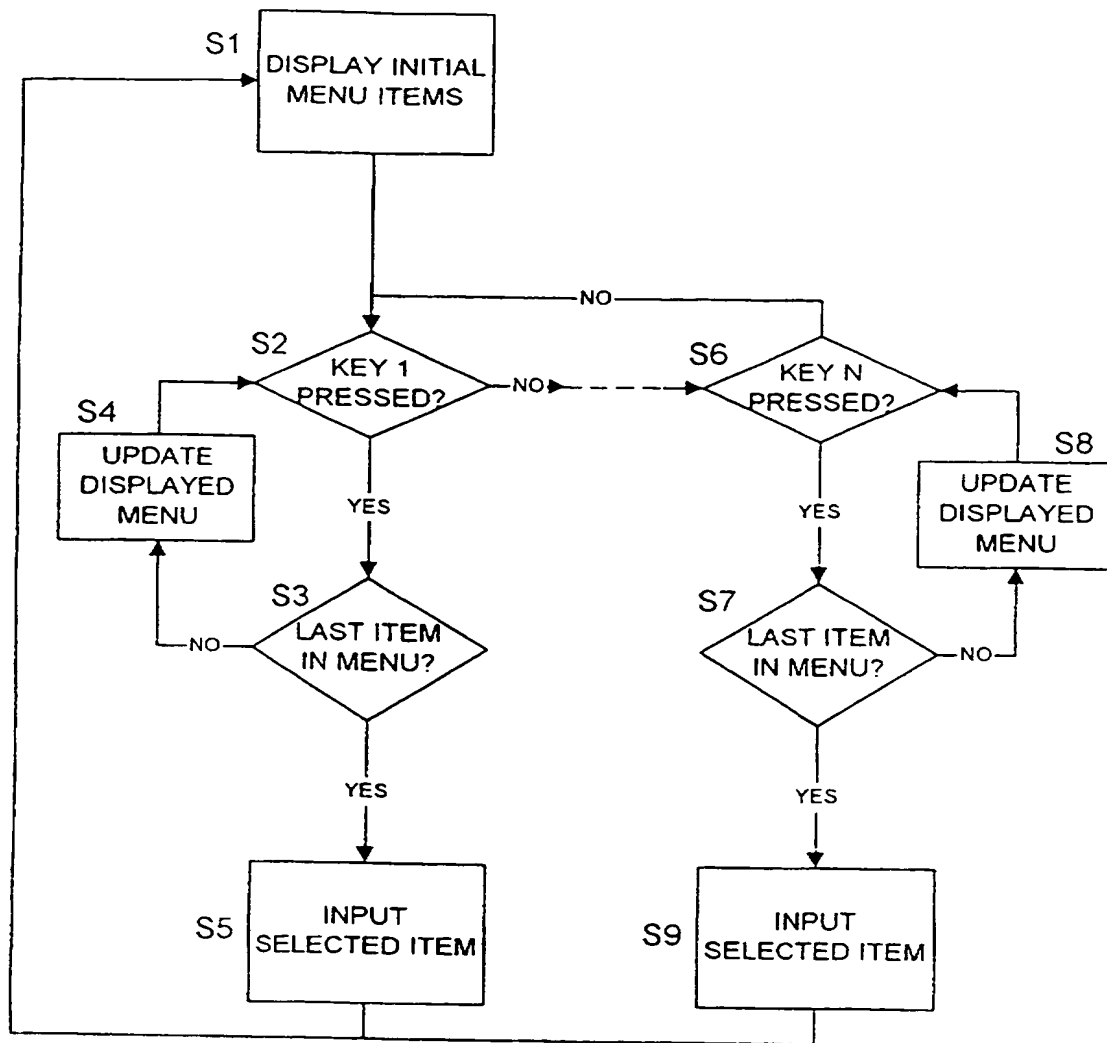 S1
DISPLAY INITIAL
MENU ITEMS
NO
S2
KEY 1
PRESSED?
NO
S6
KEY N
PRESSED?
S4
UPDATE
DISPLAYED
MENU
S8
UPDATE
DISPLAYED
MENU
YES
YES
S3
LAST ITEM
IN MENU?
NO
S7
LAST ITEM
IN MENU?
NO
YES
YES
S5
INPUT
SELECTED ITEM
S9
INPUT
SELECTED ITEM